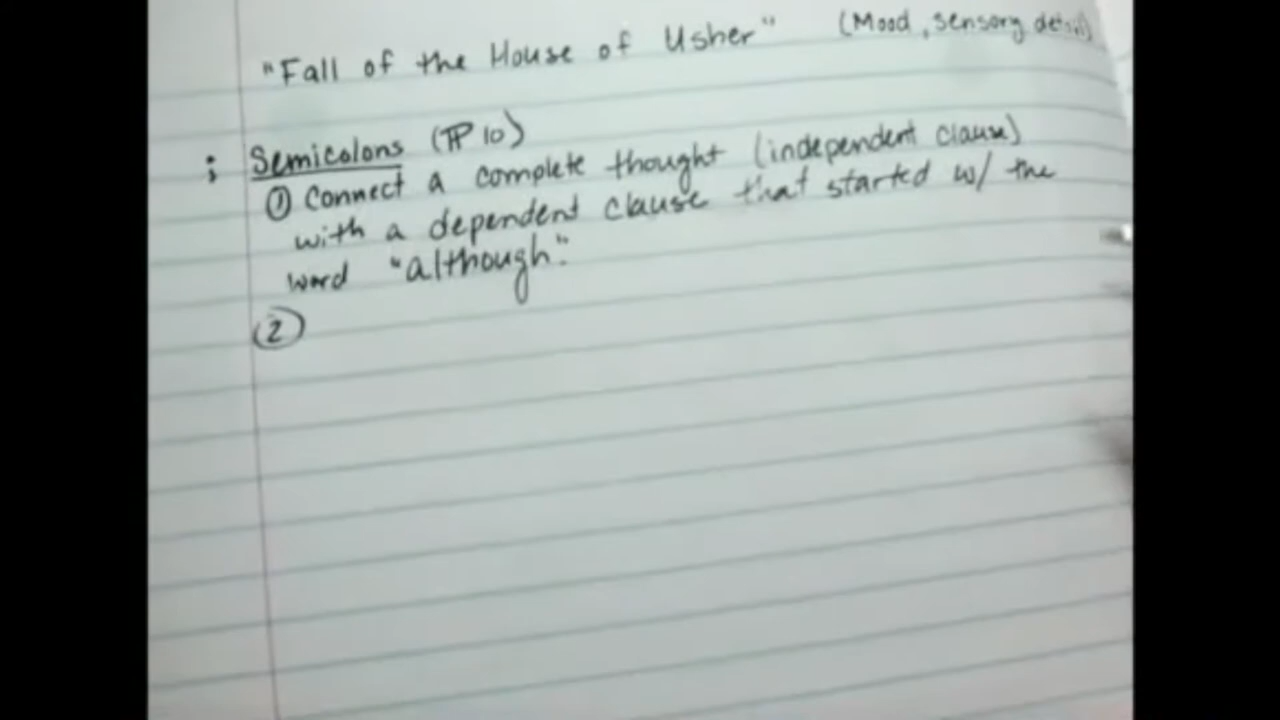 "Fall of the House of Usher" (Mood, sensory detail)
; Semicolons (¶ 10)
① Connect a complete thought (independent clause)
with a dependent clause that started w/ the
word "although".
②